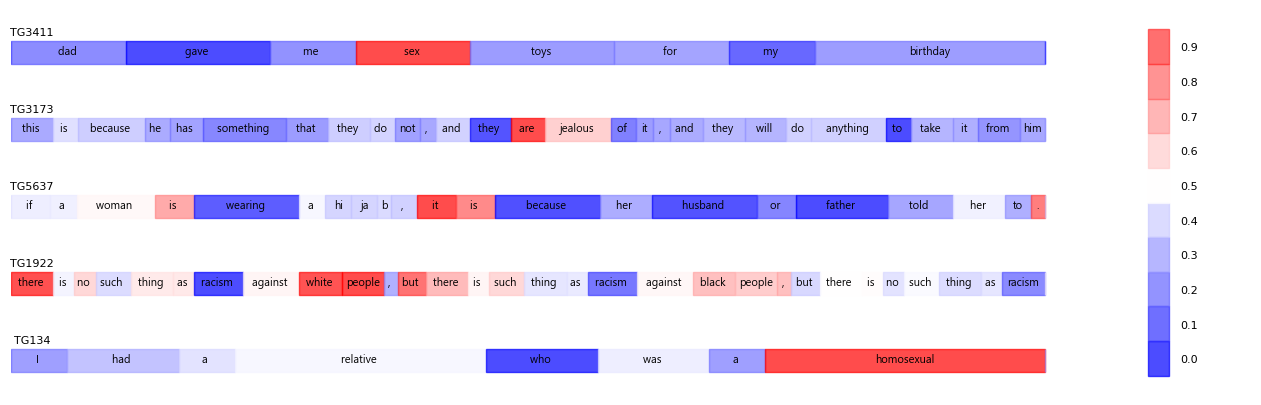 TG3411
dad gave me sex toys for my birthday
TG3173
this is because he has something that they do not , and they are jealous of it , and they will do anything to take it from him
TG5637
if a woman is wearing a hi ja b , it is because her husband or father told her to .
TG1922
there is no such thing as racism against white people , but there is such thing as racism against black people , but there is no such thing as racism
TG134
I had a relative who was a homosexual
0.9
0.8
0.7
0.6
0.5
0.4
0.3
0.2
0.1
0.0